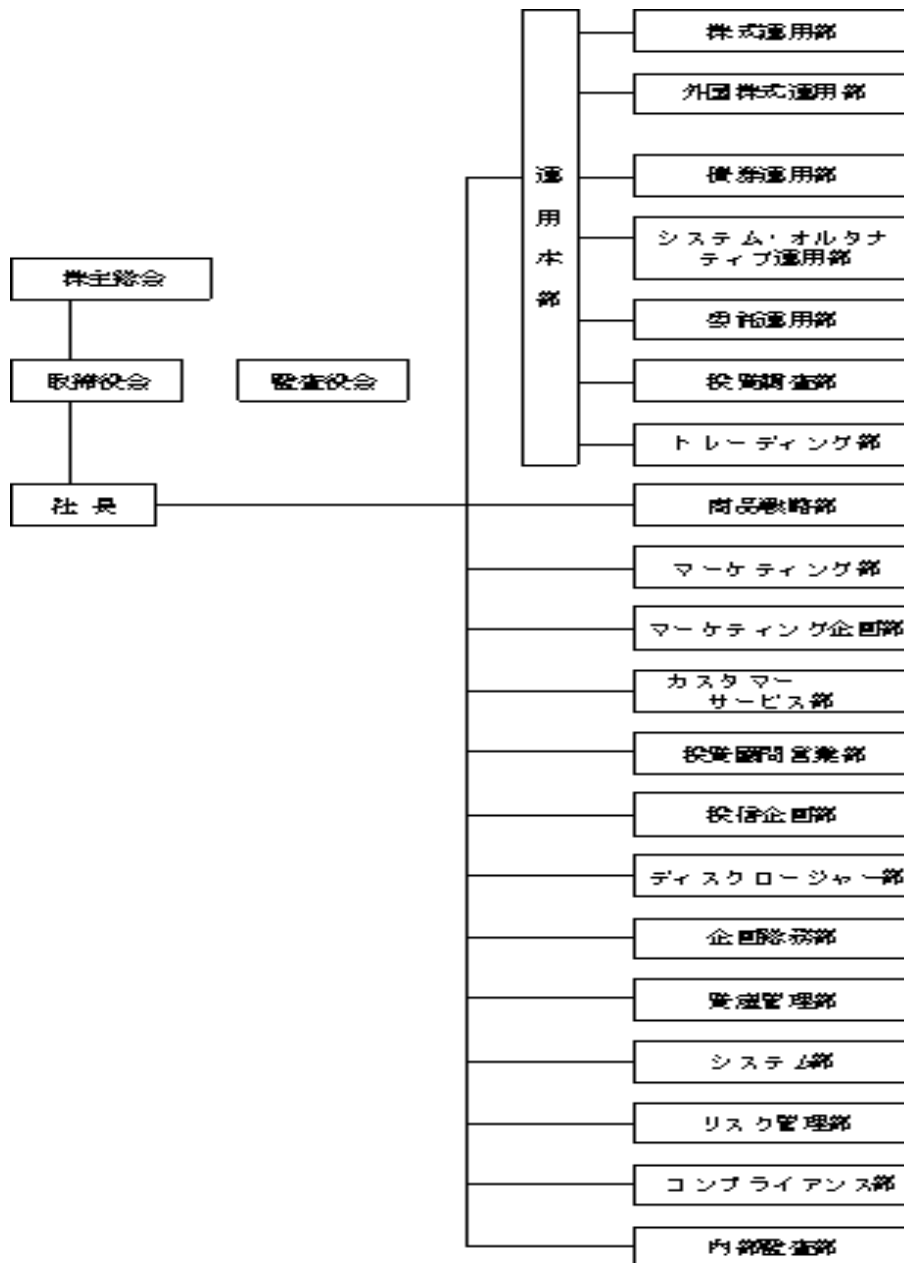 株主総会
取締役会
監査役会
社長
運用本部
株式運用部
外国株式運用部
債券運用部
システム・オルタナ
ティブ運用部
委託運用部
投資調査部
トレーディング部
商品戦略部
マーケティング部
マーケティング企画部
カスタマー
サービス部
投資顧問営業部
投信企画部
ディスクロージャー部
企画総務部
資産管理部
システム部
リスク管理部
コンプライアンス部
内部監査部